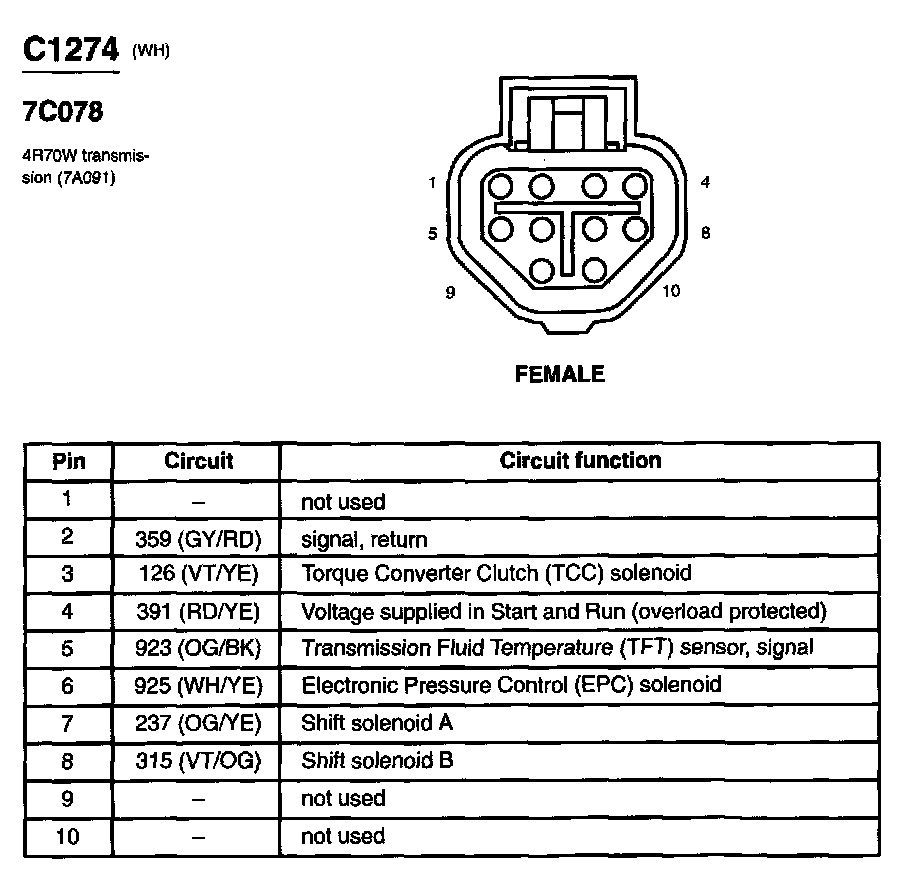 C1274 (WH)
7C078
4R70W transmis-
sion (7A091)
1 4
5 8
9 10
FEMALE
Pin Circuit Circuit function
1 – not used
2 359 (GY/RD) signal, return
3 126 (VT/YE) Torque Converter Clutch (TCC) solenoid
4 391 (RD/YE) Voltage supplied in Start and Run (overload protected)
5 923 (OG/BK) Transmission Fluid Temperature (TFT) sensor, signal
6 925 (WH/YE) Electronic Pressure Control (EPC) solenoid
7 237 (OG/YE) Shift solenoid A
8 315 (VT/OG) Shift solenoid B
9 – not used
10 – not used